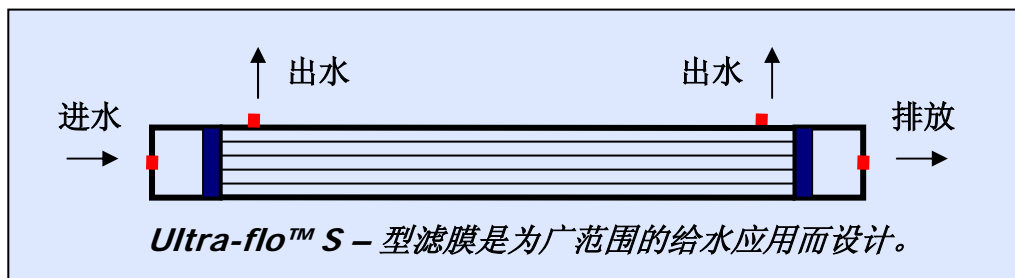 出水 出水
进水 排放
Ultra-flo™ S – 型滤膜是为广范围的给水应用而设计。